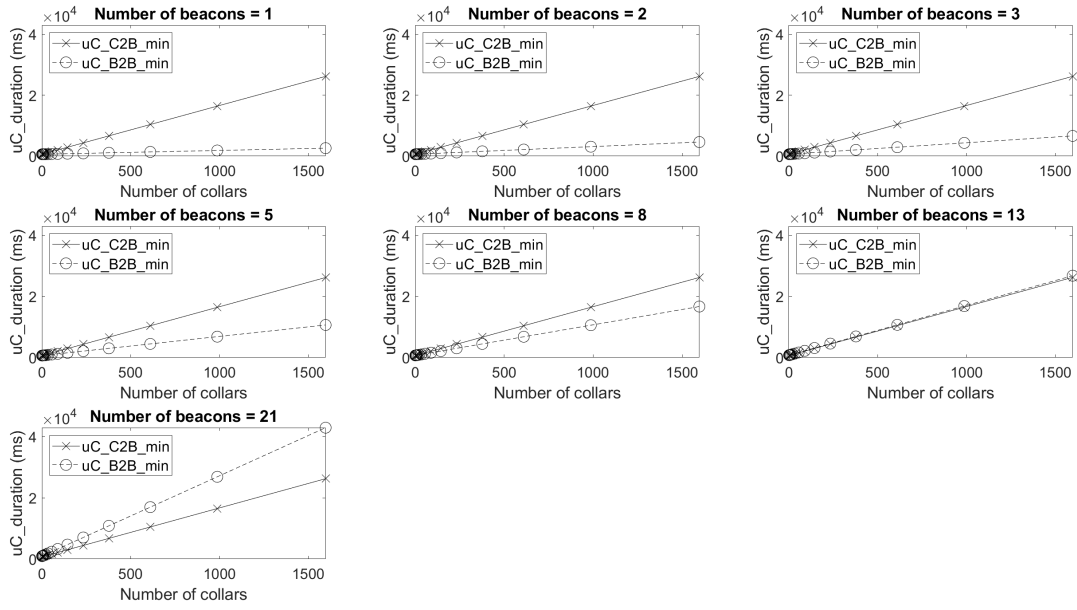 Number of beacons = 1
×10^4
uC_duration (ms)
4
2
0
uC_C2B_min
uC_B2B_min
0 500 1000 1500
Number of collars
Number of beacons = 2
×10^4
uC_duration (ms)
4
2
0
uC_C2B_min
uC_B2B_min
0 500 1000 1500
Number of collars
Number of beacons = 3
×10^4
uC_duration (ms)
4
2
0
uC_C2B_min
uC_B2B_min
0 500 1000 1500
Number of collars
Number of beacons = 5
×10^4
uC_duration (ms)
4
2
0
uC_C2B_min
uC_B2B_min
0 500 1000 1500
Number of collars
Number of beacons = 8
×10^4
uC_duration (ms)
4
2
0
uC_C2B_min
uC_B2B_min
0 500 1000 1500
Number of collars
Number of beacons = 13
×10^4
uC_duration (ms)
4
2
0
uC_C2B_min
uC_B2B_min
0 500 1000 1500
Number of collars
Number of beacons = 21
×10^4
uC_duration (ms)
4
2
0
uC_C2B_min
uC_B2B_min
0 500 1000 1500
Number of collars